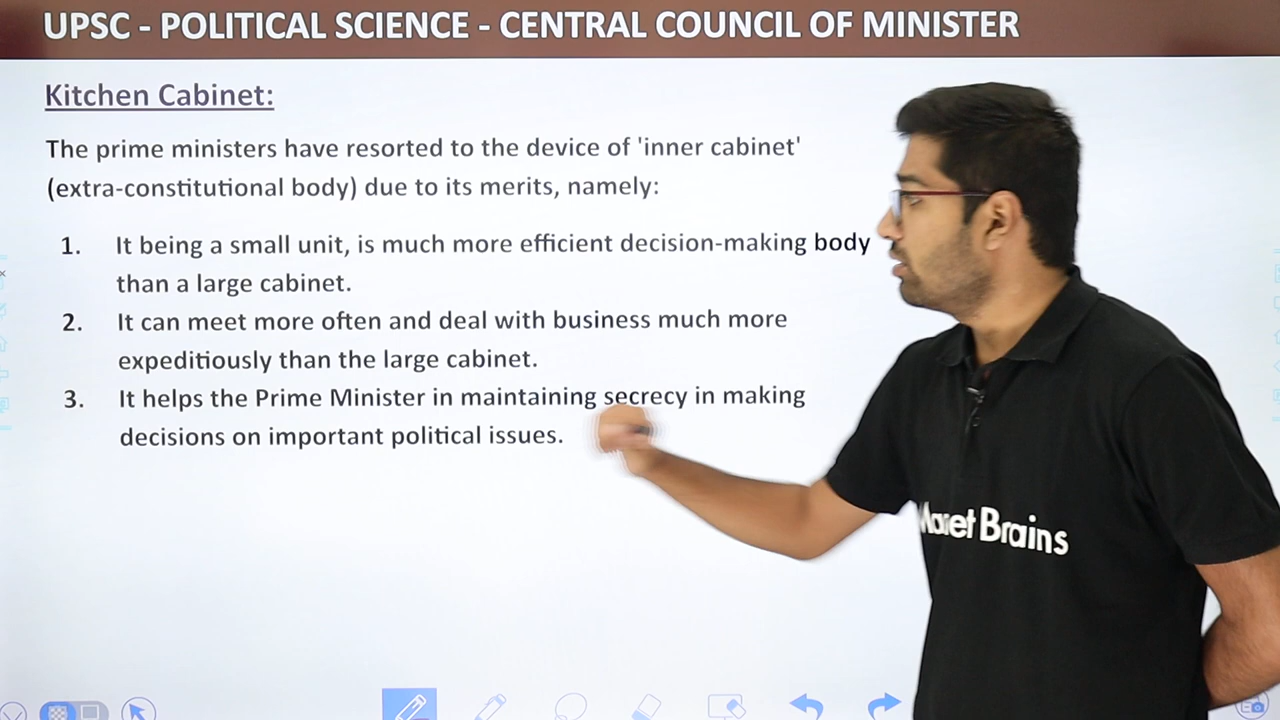 UPSC - POLITICAL SCIENCE - CENTRAL COUNCIL OF MINISTER
Kitchen Cabinet:
The prime ministers have resorted to the device of 'inner cabinet'
(extra-constitutional body) due to its merits, namely:
1. It being a small unit, is much more efficient decision-making body
than a large cabinet.
2. It can meet more often and deal with business much more
expeditiously than the large cabinet.
3. It helps the Prime Minister in maintaining secrecy in making
decisions on important political issues.
Brains